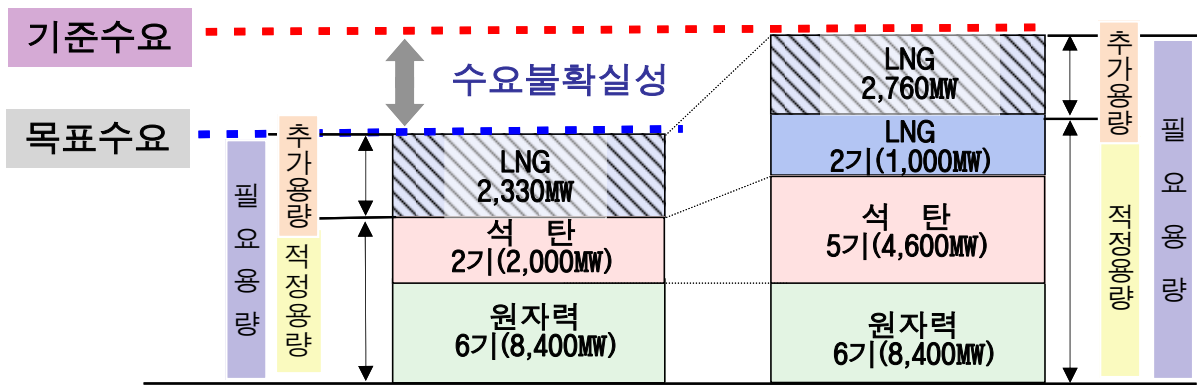 기준수요
수요불확실성
목표수요
필요용량
추가용량
적정용량
LNG
2,330MW
석 탄
2기(2,000MW)
원자력
6기(8,400MW)
LNG
2,760MW
LNG
2기(1,000MW)
석 탄
5기(4,600MW)
원자력
6기(8,400MW)
추가용량
적정용량
필요용량